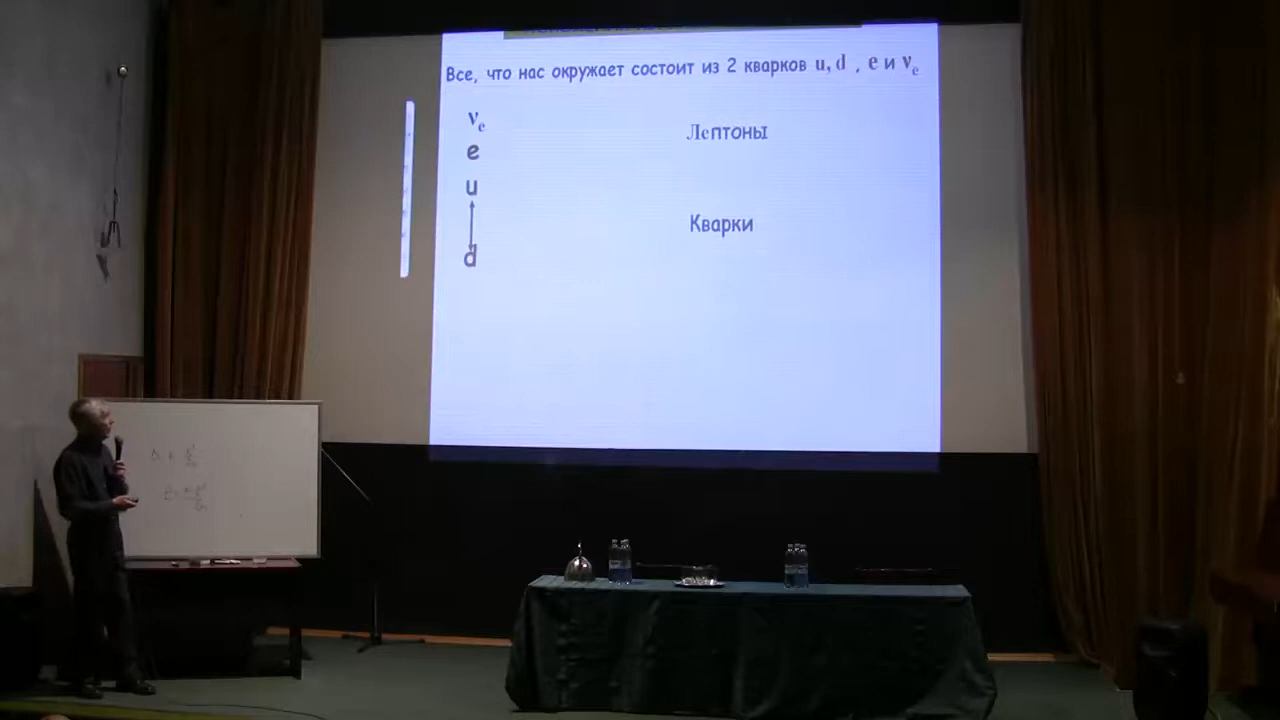 Все, что нас окружает состоит из 2 кварков u, d , e и νₑ
νₑ
e
Лептоны
u
Кварки
d